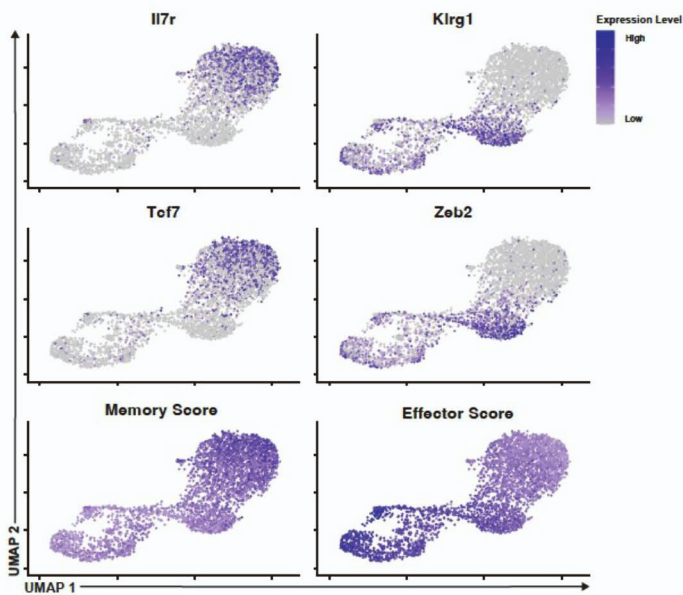 Il7r
Klrg1
Expression Level
High
Low
Tcf7
Zeb2
Memory Score
Effector Score
UMAP 2
UMAP 1